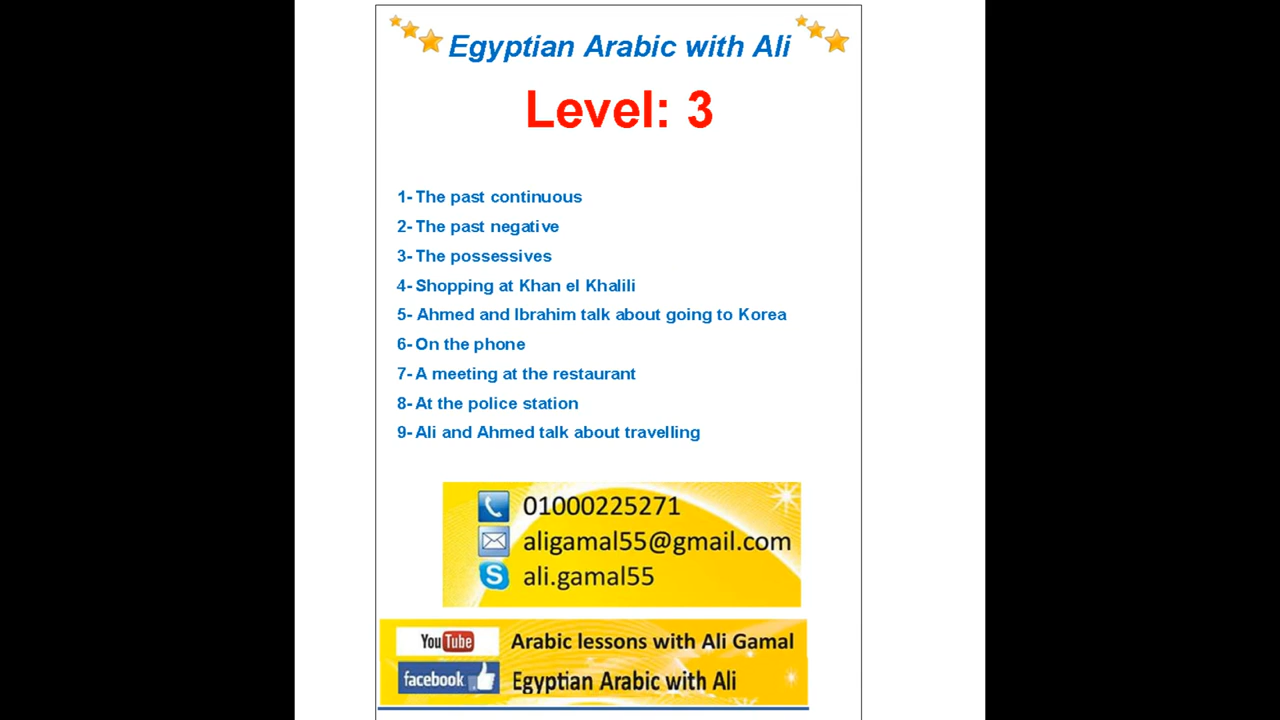 Egyptian Arabic with Ali
Level: 3
1- The past continuous
2- The past negative
3- The possessives
4- Shopping at Khan el Khalili
5- Ahmed and Ibrahim talk about going to Korea
6- On the phone
7- A meeting at the restaurant
8- At the police station
9- Ali and Ahmed talk about travelling
01000225271
aligamal55@gmail.com
S ali.gamal55
YouTube Arabic lessons with Ali Gamal
facebook Egyptian Arabic with Ali